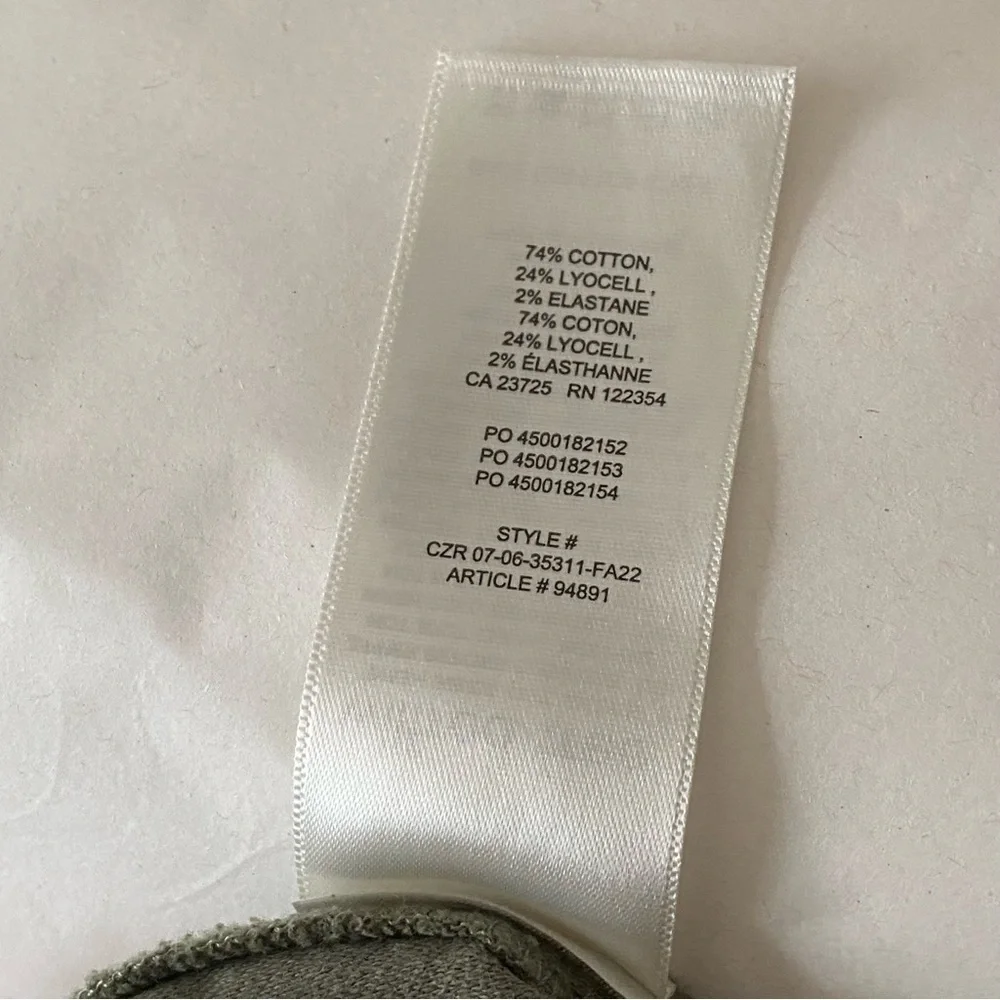 74% COTTON,
24% LYOCELL ,
2% ELASTANE
74% COTON,
24% LYOCELL ,
2% ÉLASTHANNE
CA 23725 RN 122354
PO 4500182152
PO 4500182153
PO 4500182154
STYLE #
CZR 07-06-35311-FA22
ARTICLE # 94891